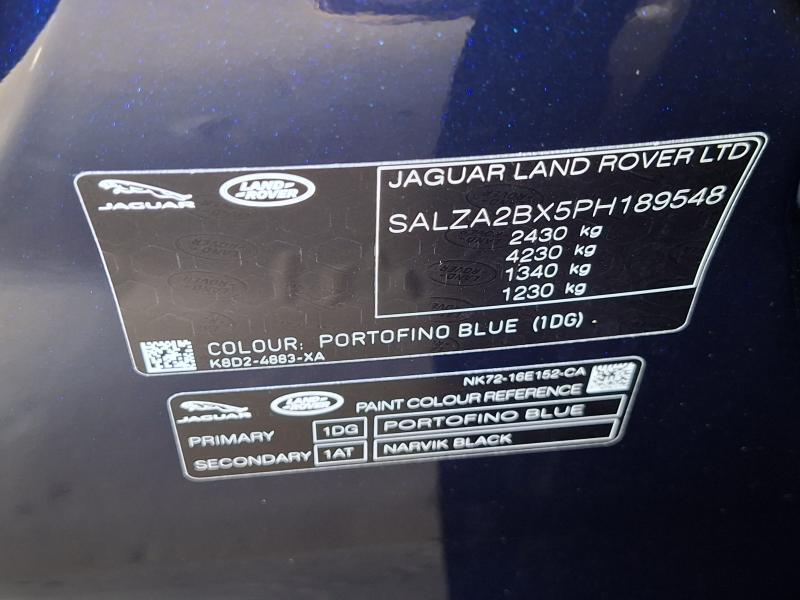 JAGUAR
LAND ROVER
JAGUAR LAND ROVER LTD
SALZA2BX5PH189548
2430 kg
4230 kg
1340 kg
1230 kg
COLOUR: PORTOFINO BLUE (1DG)
K8D2-4883-XA
NK72-16E152-CA
JAGUAR
LAND ROVER
PAINT COLOUR REFERENCE
PRIMARY 1DG PORTOFINO BLUE
SECONDARY 1AT NARVIK BLACK